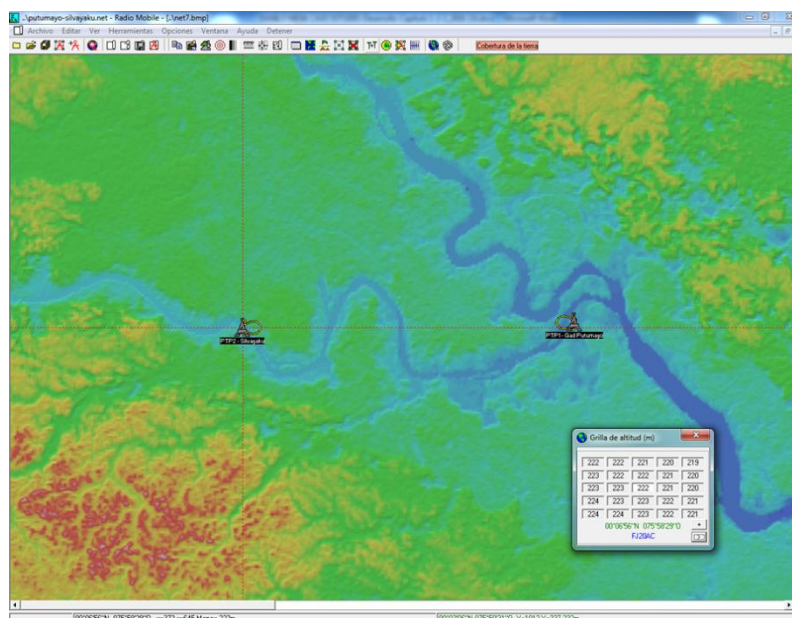 ..\putumayo-silvayaku.net - Radio Mobile - [..\net7.bmp]
Archivo Editar Ver Herramientas Opciones Ventana Ayuda Detener
Cobertura de la tierra
PTP2 - Silvayaku
PTP1 - Gad Putumayo
Grilla de altitud (m)
222 222 221 220 219
223 222 222 221 220
223 223 222 221 220
224 223 223 222 221
224 224 223 222 221
00°06'56"N 075°58'29"O
FJ20AC